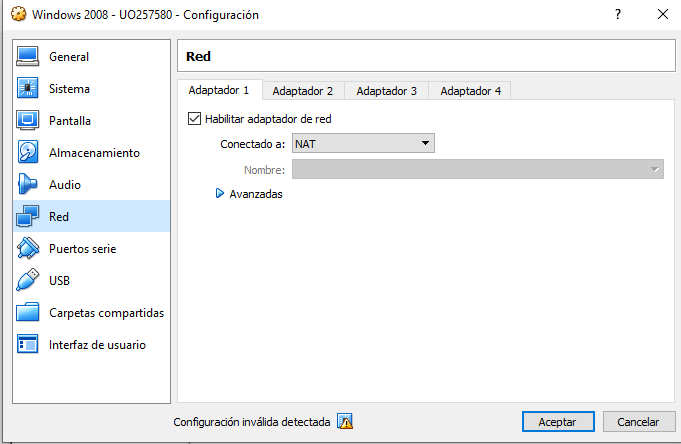 Windows 2008 - UO257580 - Configuración
?
General
Sistema
Pantalla
Almacenamiento
Audio
Red
Puertos serie
USB
Carpetas compartidas
Interfaz de usuario
Red
Adaptador 1 Adaptador 2 Adaptador 3 Adaptador 4
Habilitar adaptador de red
Conectado a: NAT
Nombre:
Avanzadas
Configuración inválida detectada
Aceptar Cancelar